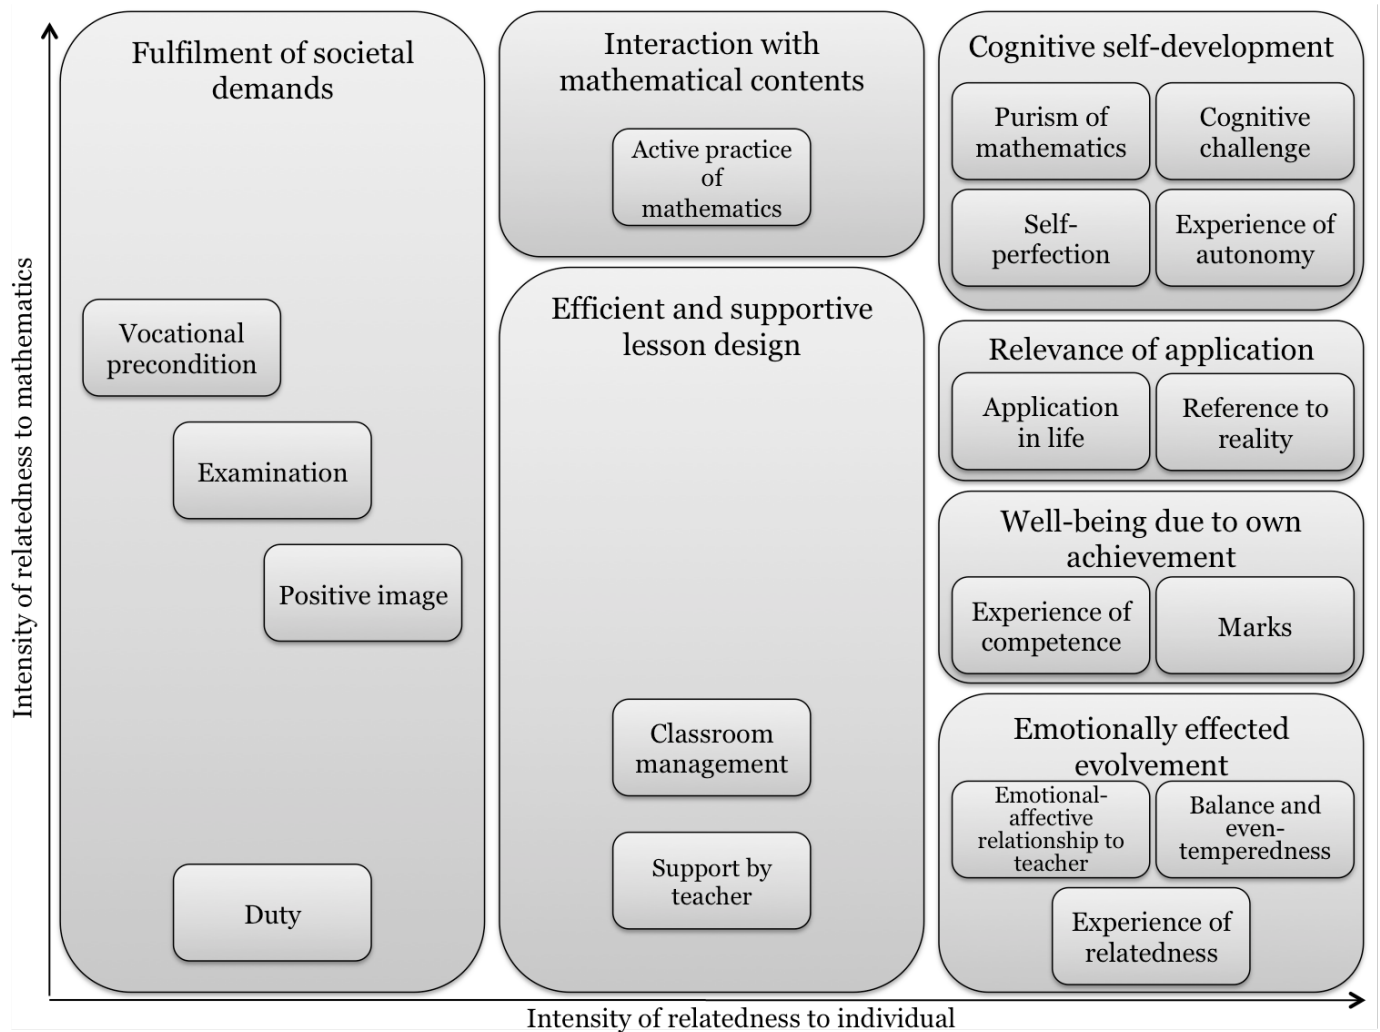 Intensity of relatedness to mathematics
Fulfilment of societal
demands
Vocational
precondition
Examination
Positive image
Duty
Interaction with
mathematical contents
Active practice
of
mathematics
Efficient and supportive
lesson design
Classroom
management
Support by
teacher
Cognitive self-development
Purism of
mathematics
Cognitive
challenge
Self-
perfection
Experience of
autonomy
Relevance of application
Application
in life
Reference to
reality
Well-being due to own
achievement
Experience of
competence
Marks
Emotionally effected
evolvement
Emotional-
affective
relationship to
teacher
Balance and
even-
temperedness
Experience of
relatedness
Intensity of relatedness to individual